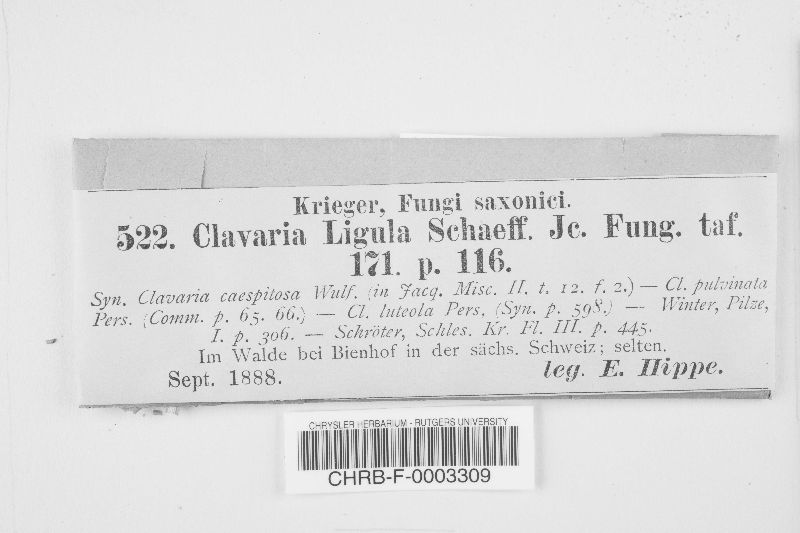 Krieger, Fungi saxonici.
522. Clavaria Ligula Schaeff. Jc. Fung. taf.
171. p. 116.
Syn. Clavaria caespitosa Wulf. (in Jacq. Misc. II. t. 12. f. 2.) — Cl. pulvinata
Pers. (Comm. p. 65. 66.) — Cl. luteola Pers. (Syn. p. 598.) — Winter, Pilze,
I. p. 306. — Schröter, Schles. Kr. Fl. III. p. 445.
Im Walde bei Bienhof in der sächs. Schweiz; selten.
Sept. 1888. leg. E. Hippe.
CHRYSLER HERBARIUM - RUTGERS UNIVERSITY
CHRB-F-0003309